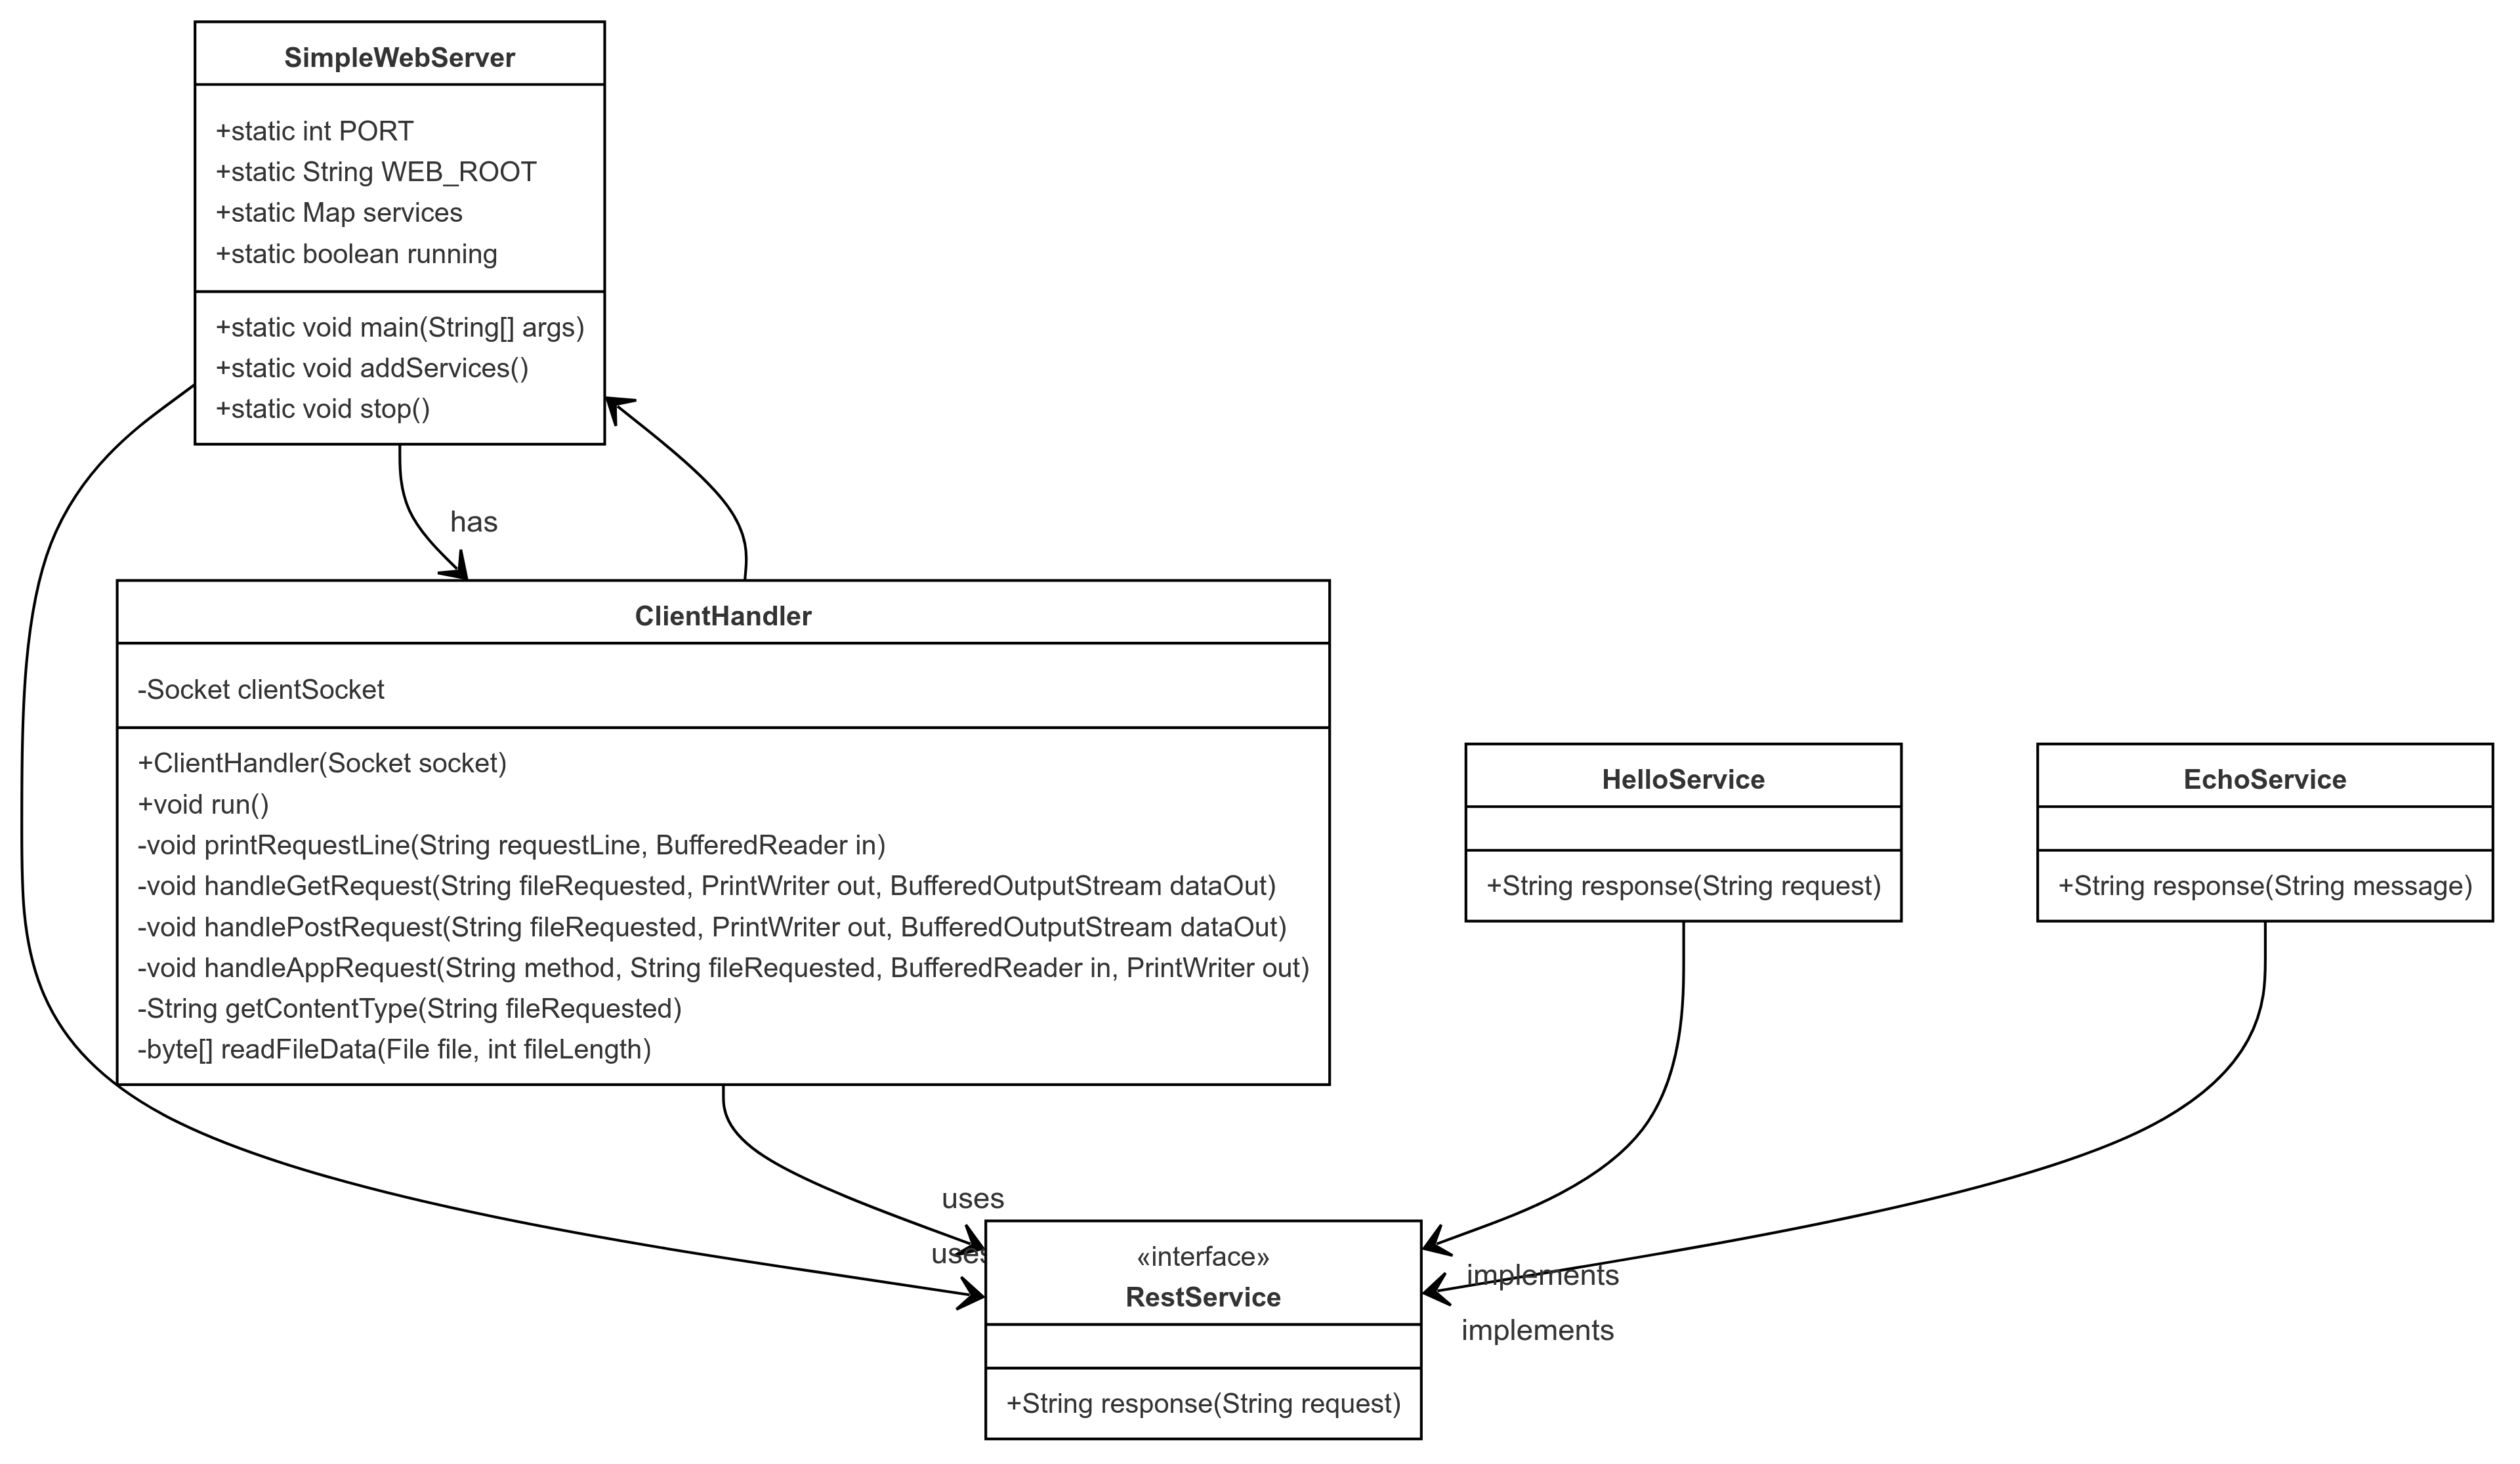 SimpleWebServer
+static int PORT
+static String WEB_ROOT
+static Map services
+static boolean running
+static void main(String[] args)
+static void addServices()
+static void stop()
has
ClientHandler
-Socket clientSocket
+ClientHandler(Socket socket)
+void run()
-void printRequestLine(String requestLine, BufferedReader in)
-void handleGetRequest(String fileRequested, PrintWriter out, BufferedOutputStream dataOut)
-void handlePostRequest(String fileRequested, PrintWriter out, BufferedOutputStream dataOut)
-void handleAppRequest(String method, String fileRequested, BufferedReader in, PrintWriter out)
-String getContentType(String fileRequested)
-byte[] readFileData(File file, int fileLength)
HelloService
+String response(String request)
EchoService
+String response(String message)
uses
uses
implements
implements
«interface»
RestService
+String response(String request)